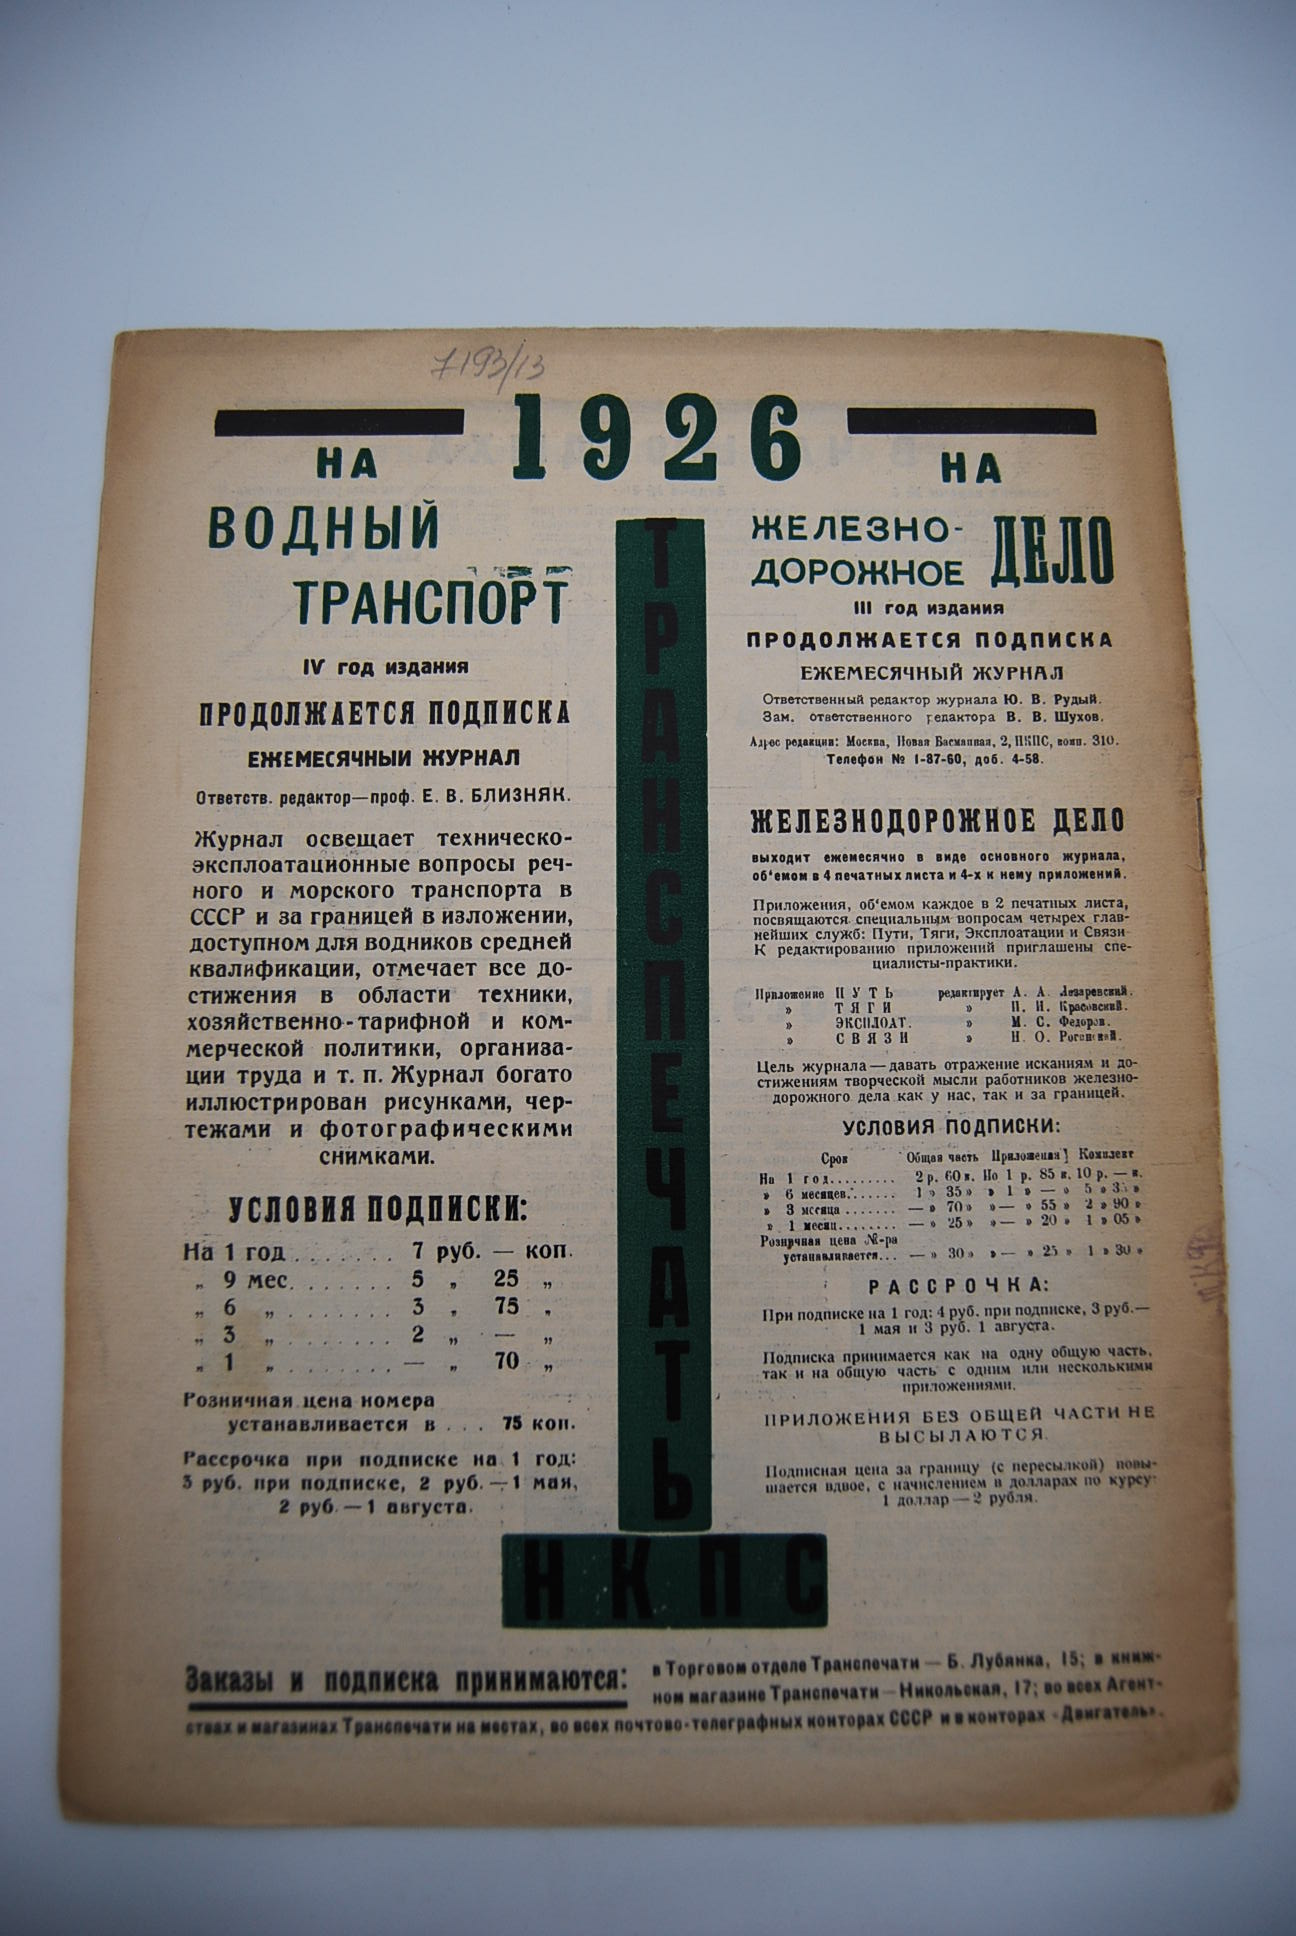 7193/13
1926
НА
ВОДНЫЙ
ТРАНСПОРТ
IV год издания
ПРОДОЛЖАЕТСЯ ПОДПИСКА
ЕЖЕМЕСЯЧНЫЙ ЖУРНАЛ
Ответств. редактор—проф. Е. В. БЛИЗНЯК.
Журнал освещает техническо-
эксплоатационные вопросы реч-
ного и морского транспорта в
СССР и за границей в изложении,
доступном для водников средней
квалификации, отмечает все до-
стижения в области техники,
хозяйственно-тарифной и ком-
мерческой политики, организа-
ции труда и т. п. Журнал богато
иллюстрирован рисунками, чер-
тежами и фотографическими
снимками.
УСЛОВИЯ ПОДПИСКИ:
На 1 год ....... 7 руб. — коп.
„ 9 мес. ....... 5 „ 25 „
„ 6 „ ........ 3 „ 75 „
„ 3 „ ........ 2 „ — „
„ 1 „ ........ — „ 70 „
Розничная цена номера
устанавливается в ... 75 коп.
Рассрочка при подписке на 1 год:
3 руб. при подписке, 2 руб. — 1 мая,
2 руб. — 1 августа.
ТРАНСПЕЧАТЬ
НКПС
НА
ЖЕЛЕЗНО-
ДОРОЖНОЕ ДЕЛО
III год издания
ПРОДОЛЖАЕТСЯ ПОДПИСКА
ЕЖЕМЕСЯЧНЫЙ ЖУРНАЛ
Ответственный редактор журнала Ю. В. Рудый.
Зам. ответственного редактора В. В. Шухов.
Адрес редакции: Москва, Новая Басманная, 2, НКПС, комн. 310.
Телефон № 1-87-60, доб. 4-58.
ЖЕЛЕЗНОДОРОЖНОЕ ДЕЛО
выходит ежемесячно в виде основного журнала,
об‘емом в 4 печатных листа и 4-х к нему приложений.
Приложения, об‘емом каждое в 2 печатных листа,
посвящаются специальным вопросам четырех глав-
нейших служб: Пути, Тяги, Эксплоатации и Связи
К редактированию приложений приглашены спе-
циалисты-практики.
Приложение ПУТЬ редактирует А. А. Лазаревский.
» ТЯГИ » Н. И. Красовский.
» ЭКСПЛОАТ. » М. С. Федоров.
» СВЯЗИ » Н. О. Рогинский.
Цель журнала — давать отражение исканиям и до-
стижениям творческой мысли работников железно-
дорожного дела как у нас, так и за границей.
УСЛОВИЯ ПОДПИСКИ:
Срок Общая часть Приложения Комплект
На 1 год......... 2 р. 60 к. По 1 р. 85 к. 10 р. — к.
» 6 месяцев....... 1 » 35 » » 1 » — » 5 » 35 »
» 3 месяца ....... — » 70 » » — » 55 » 2 » 90 »
» 1 месяц........ — » 25 » » — » 20 » 1 » 05 »
Розничная цена №-ра
устанавливается... — » 30 » » — » 25 » 1 » 30 »
РАССРОЧКА:
При подписке на 1 год: 4 руб. при подписке, 3 руб.—
1 мая и 3 руб. 1 августа.
Подписка принимается как на одну общую часть,
так и на общую часть с одним или несколькими
приложениями.
ПРИЛОЖЕНИЯ БЕЗ ОБЩЕЙ ЧАСТИ НЕ
ВЫСЫЛАЮТСЯ.
Подписная цена за границу (с пересылкой) повы-
шается вдвое, с начислением в долларах по курсу:
1 доллар — 2 рубля.
Заказы и подписка принимаются: в Торговом отделе Транспечати — Б. Лубянка, 15; в книж-
ном магазине Транспечати — Никольская, 17; во всех Агент-
ствах и магазинах Транспечати на местах, во всех почтово-телеграфных конторах СССР и в конторах «Двигатель».